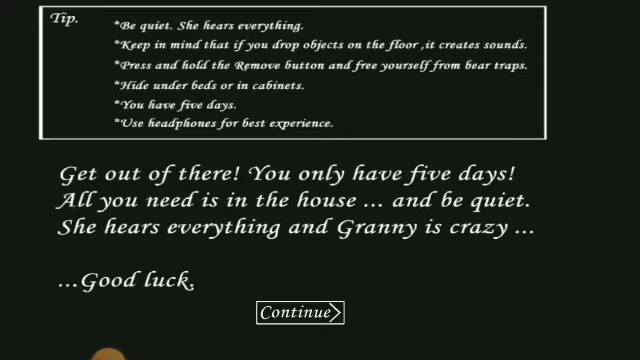 Tip.
*Be quiet. She hears everything.
*Keep in mind that if you drop objects on the floor ,it creates sounds.
*Press and hold the Remove button and free yourself from bear traps.
*Hide under beds or in cabinets.
*You have five days.
*Use headphones for best experience.
Get out of there! You only have five days!
All you need is in the house ... and be quiet.
She hears everything and Granny is crazy ...
...Good luck.
Continue